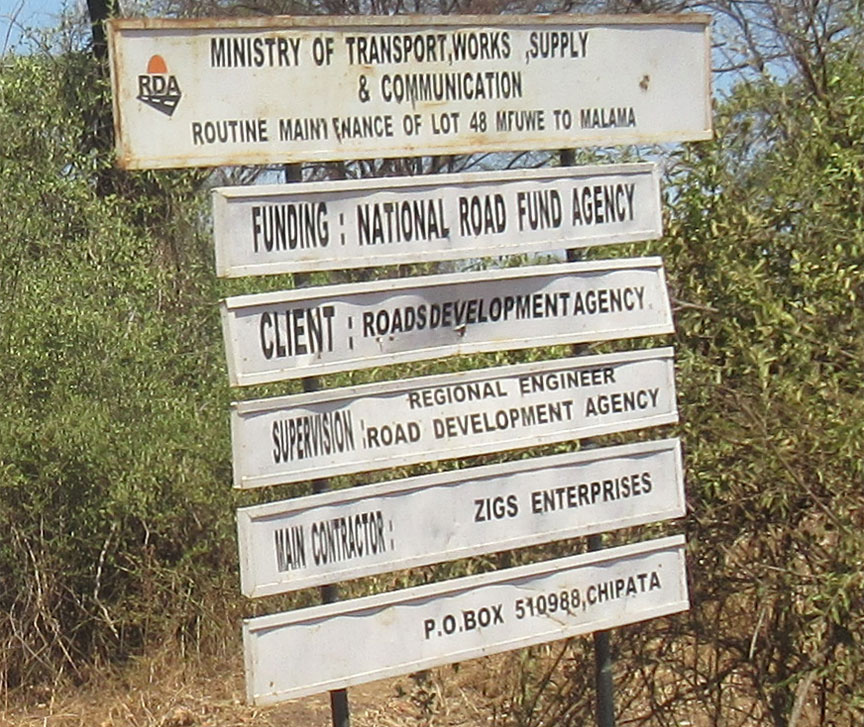 MINISTRY OF TRANSPORT,WORKS ,SUPPLY
& COMMUNICATION
RDA
ROUTINE MAINTENANCE OF LOT 48 MFUWE TO MALAMA
FUNDING : NATIONAL ROAD FUND AGENCY
CLIENT : ROADS DEVELOPMENT AGENCY
REGIONAL ENGINEER
SUPERVISION : ROAD DEVELOPMENT AGENCY
MAIN CONTRACTOR : ZIGS ENTERPRISES
P.O.BOX 510988,CHIPATA